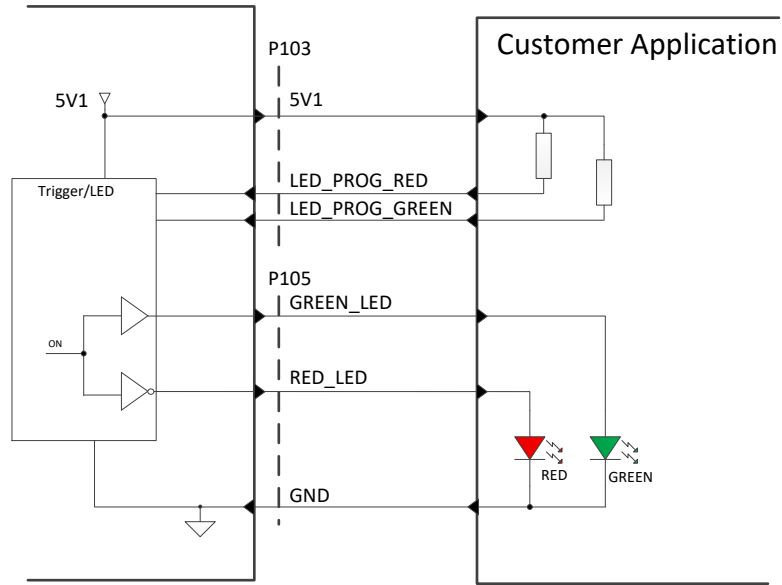 Customer Application
P103
5V1
5V1
Trigger/LED
LED_PROG_RED
LED_PROG_GREEN
P105
GREEN_LED
ON
RED_LED
RED
GREEN
GND